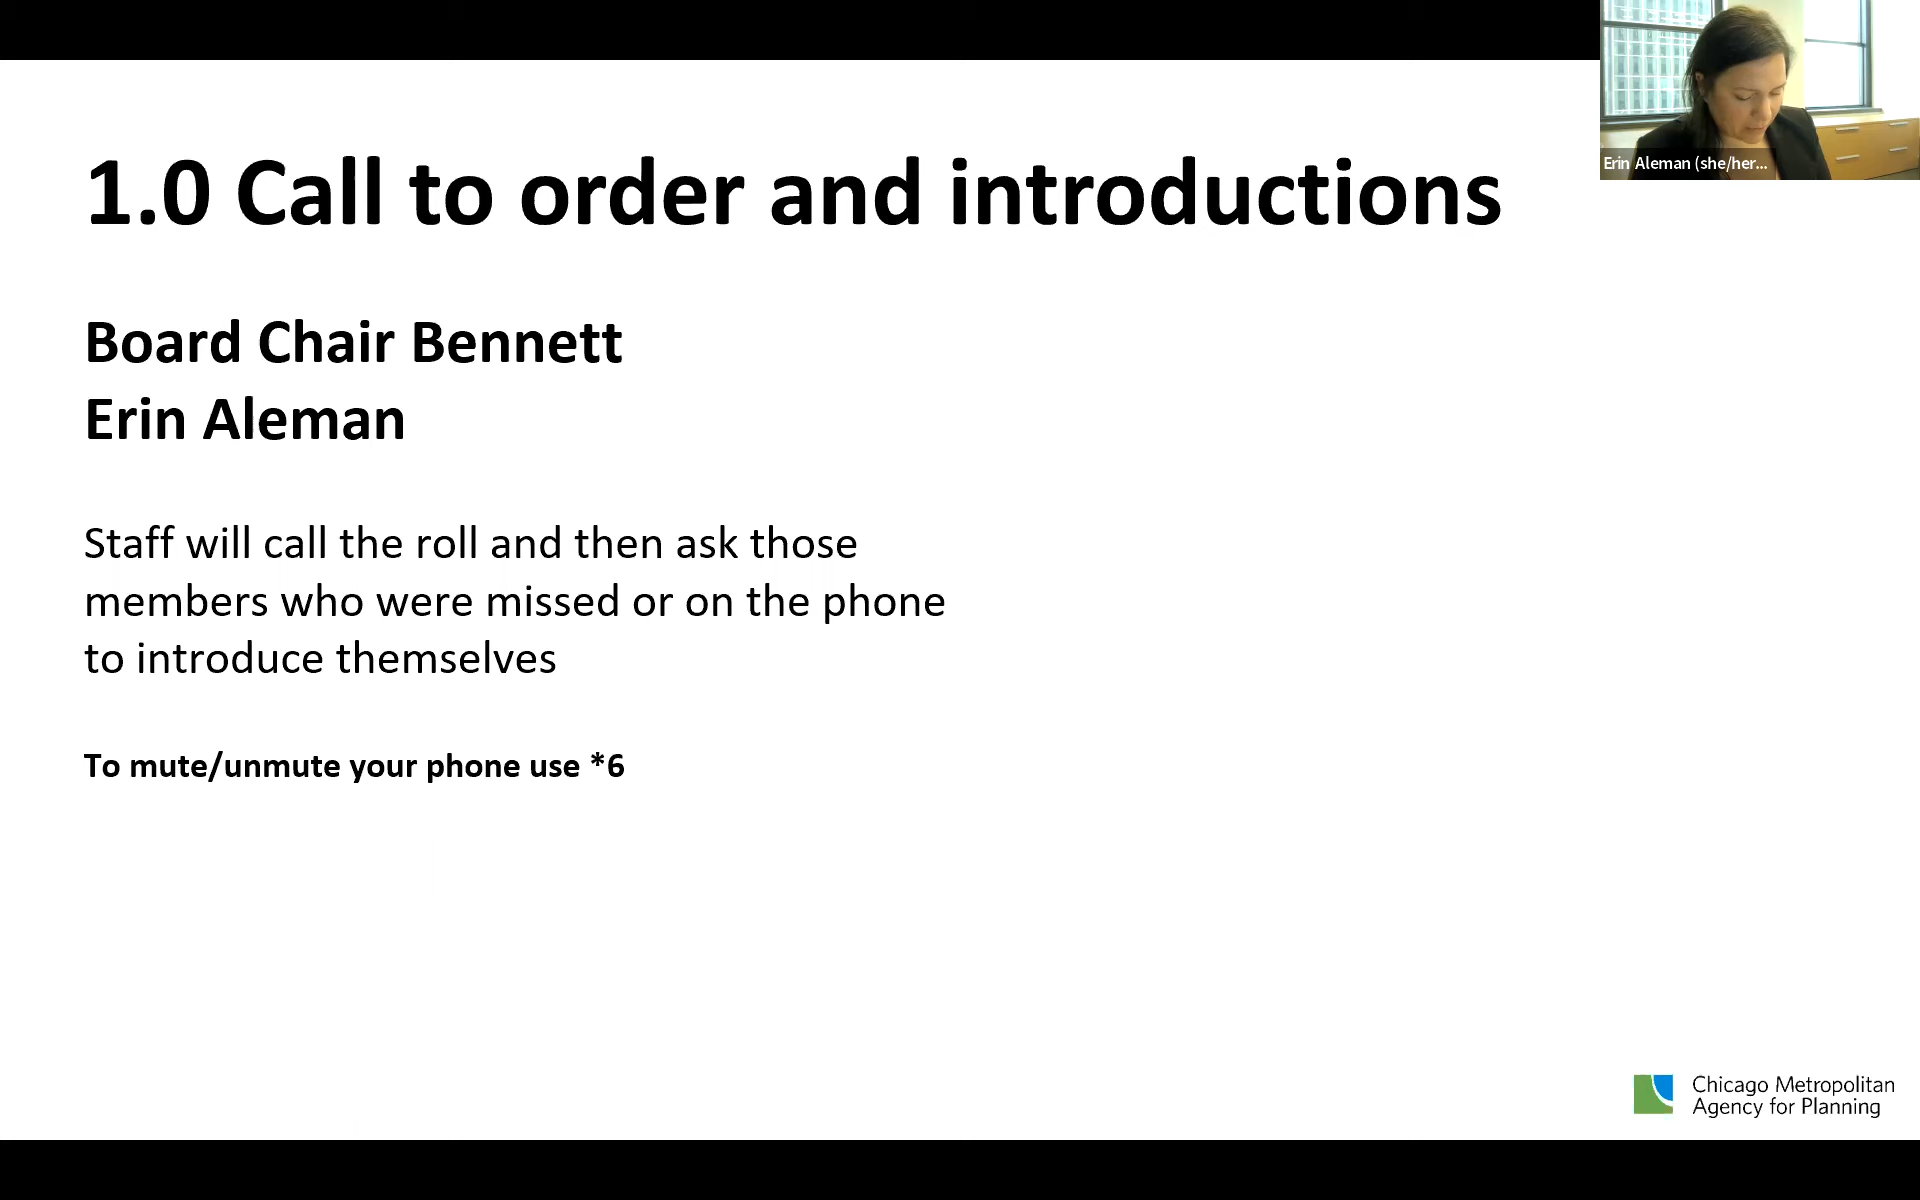 1.0 Call to order and introductions
Erin Aleman (she/her...
Board Chair Bennett
Erin Aleman
Staff will call the roll and then ask those
members who were missed or on the phone
to introduce themselves
To mute/unmute your phone use *6
Chicago Metropolitan
Agency for Planning